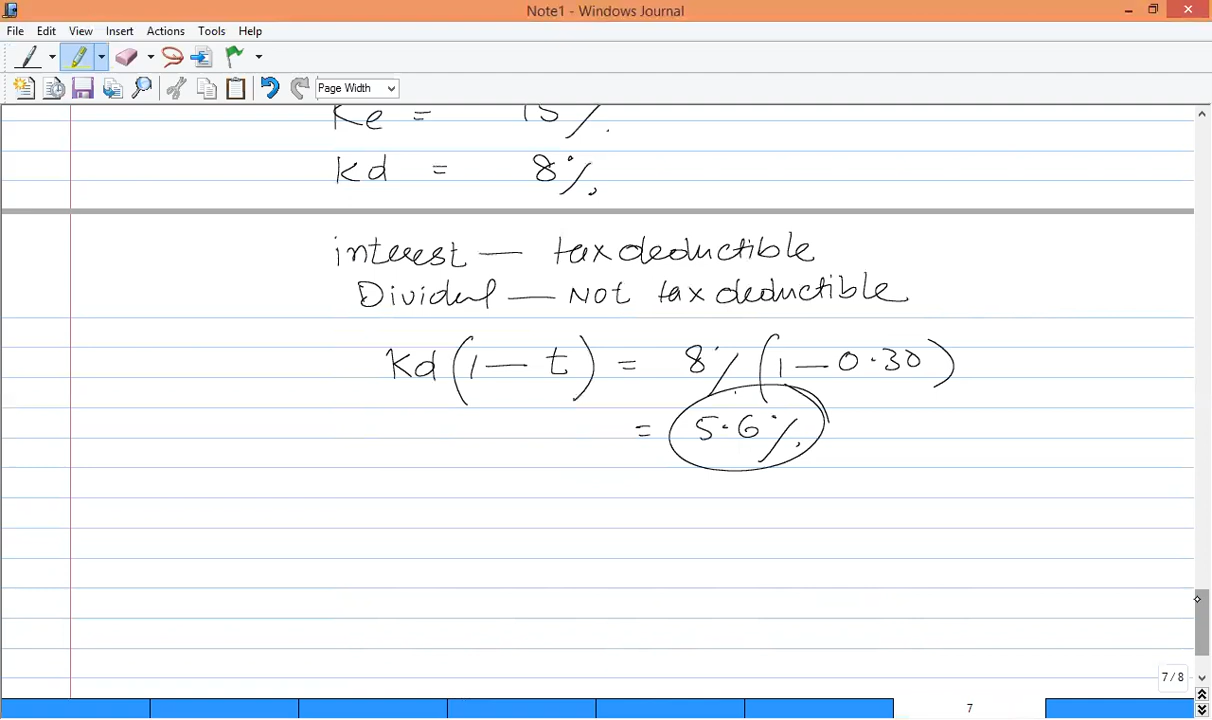 Note1 - Windows Journal
File Edit View Insert Actions Tools Help
Page Width
Ke = 15%.
Kd = 8%.
interest — tax deductible
Dividend — Not tax deductible
Kd (1 — t) = 8% (1 — 0.30)
= 5.6%.
7 / 8
7